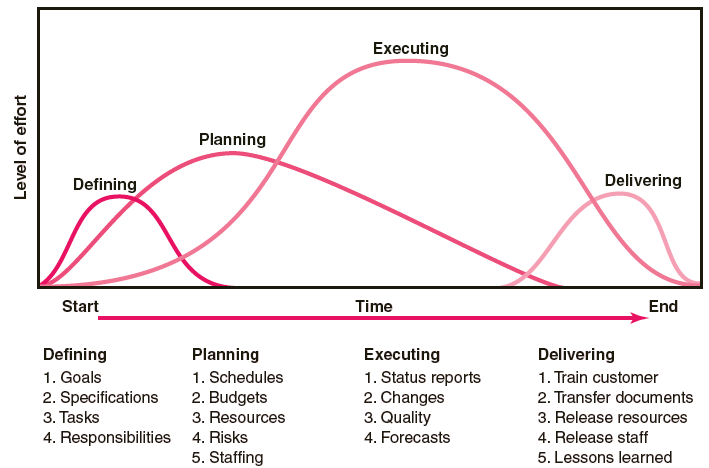 Executing
Planning
Defining
Delivering
Level of effort
Start
Time
End
Defining
1. Goals
2. Specifications
3. Tasks
4. Responsibilities
Planning
1. Schedules
2. Budgets
3. Resources
4. Risks
5. Staffing
Executing
1. Status reports
2. Changes
3. Quality
4. Forecasts
Delivering
1. Train customer
2. Transfer documents
3. Release resources
4. Release staff
5. Lessons learned